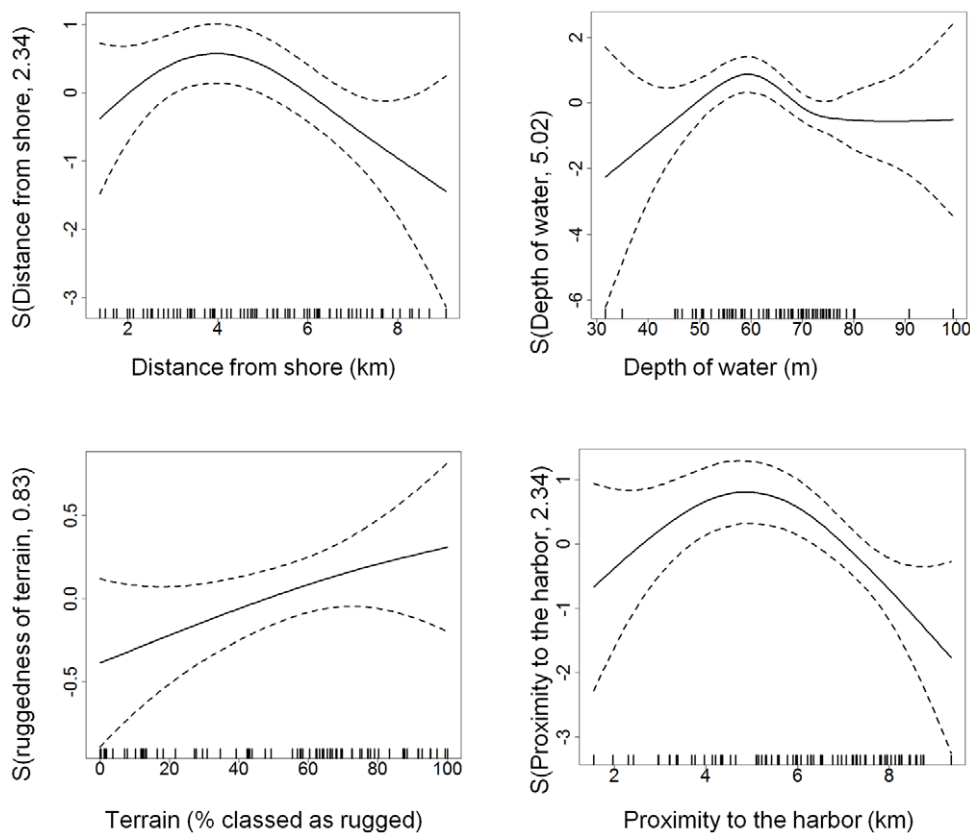 S(Distance from shore, 2.34)
1
0
-1
-2
-3
2 4 6 8
Distance from shore (km)
S(Depth of water, 5.02)
2
0
-2
-4
-6
30 40 50 60 70 80 90 100
Depth of water (m)
S(ruggedness of terrain, 0.83)
0.5
0.0
-0.5
0 20 40 60 80 100
Terrain (% classed as rugged)
S(Proximity to the harbor, 2.34)
1
0
-1
-2
-3
2 4 6 8
Proximity to the harbor (km)